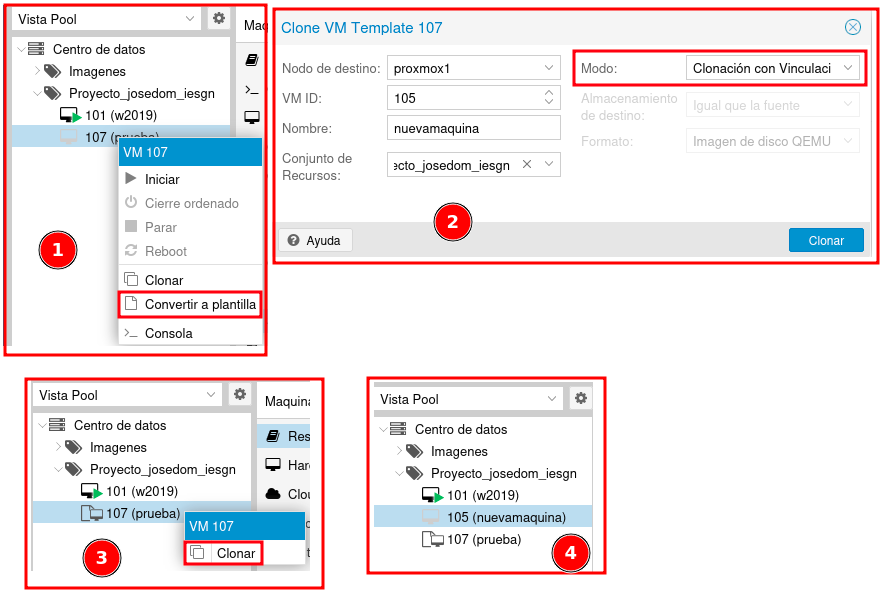 Vista Pool
Maq
Centro de datos
Imagenes
Proyecto_josedom_iesgn
101 (w2019)
107 (prueba)
VM 107
Iniciar
Cierre ordenado
Parar
Reboot
Clonar
Convertir a plantilla
Consola
1
Clone VM Template 107
Nodo de destino: proxmox1
VM ID: 105
Nombre: nuevamaquina
Conjunto de
Recursos: ecto_josedom_iesgn
Modo: Clonación con Vinculaci
Almacenamiento
de destino: Igual que la fuente
Formato: Imagen de disco QEMU
Ayuda
Clonar
2
Vista Pool
Maquina
Centro de datos
Imagenes
Res
Proyecto_josedom_iesgn
Hard
101 (w2019)
Clou
107 (prueba)
VM 107
Clonar
3
Vista Pool
Centro de datos
Imagenes
Proyecto_josedom_iesgn
101 (w2019)
105 (nuevamaquina)
107 (prueba)
4